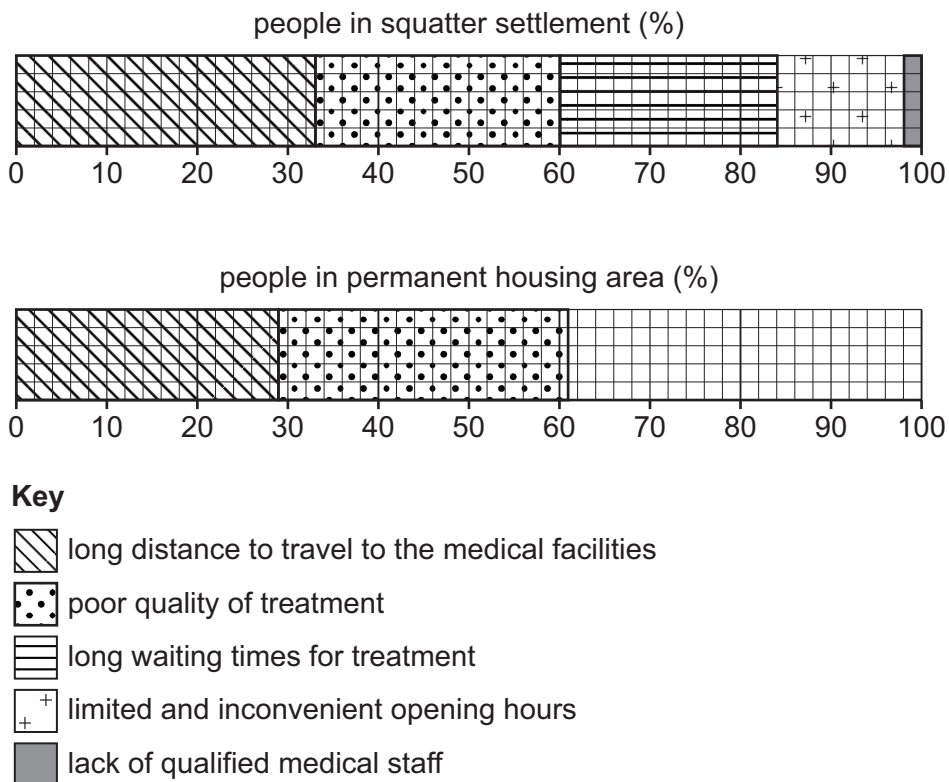 people in squatter settlement (%)
0 10 20 30 40 50 60 70 80 90 100
people in permanent housing area (%)
0 10 20 30 40 50 60 70 80 90 100
Key
long distance to travel to the medical facilities
poor quality of treatment
long waiting times for treatment
limited and inconvenient opening hours
lack of qualified medical staff